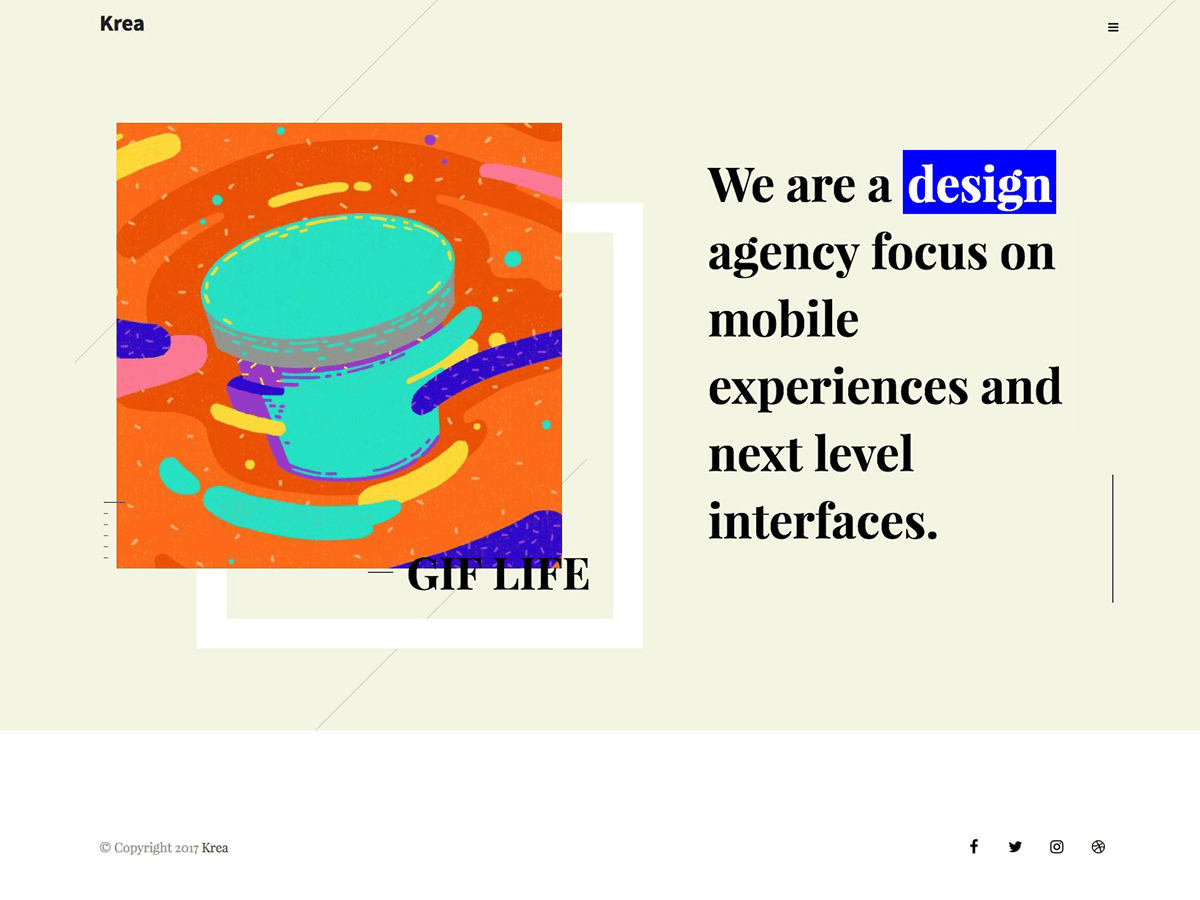 Krea
We are a design
agency focus on
mobile
experiences and
next level
interfaces.
GIF LIFE
© Copyright 2017 Krea